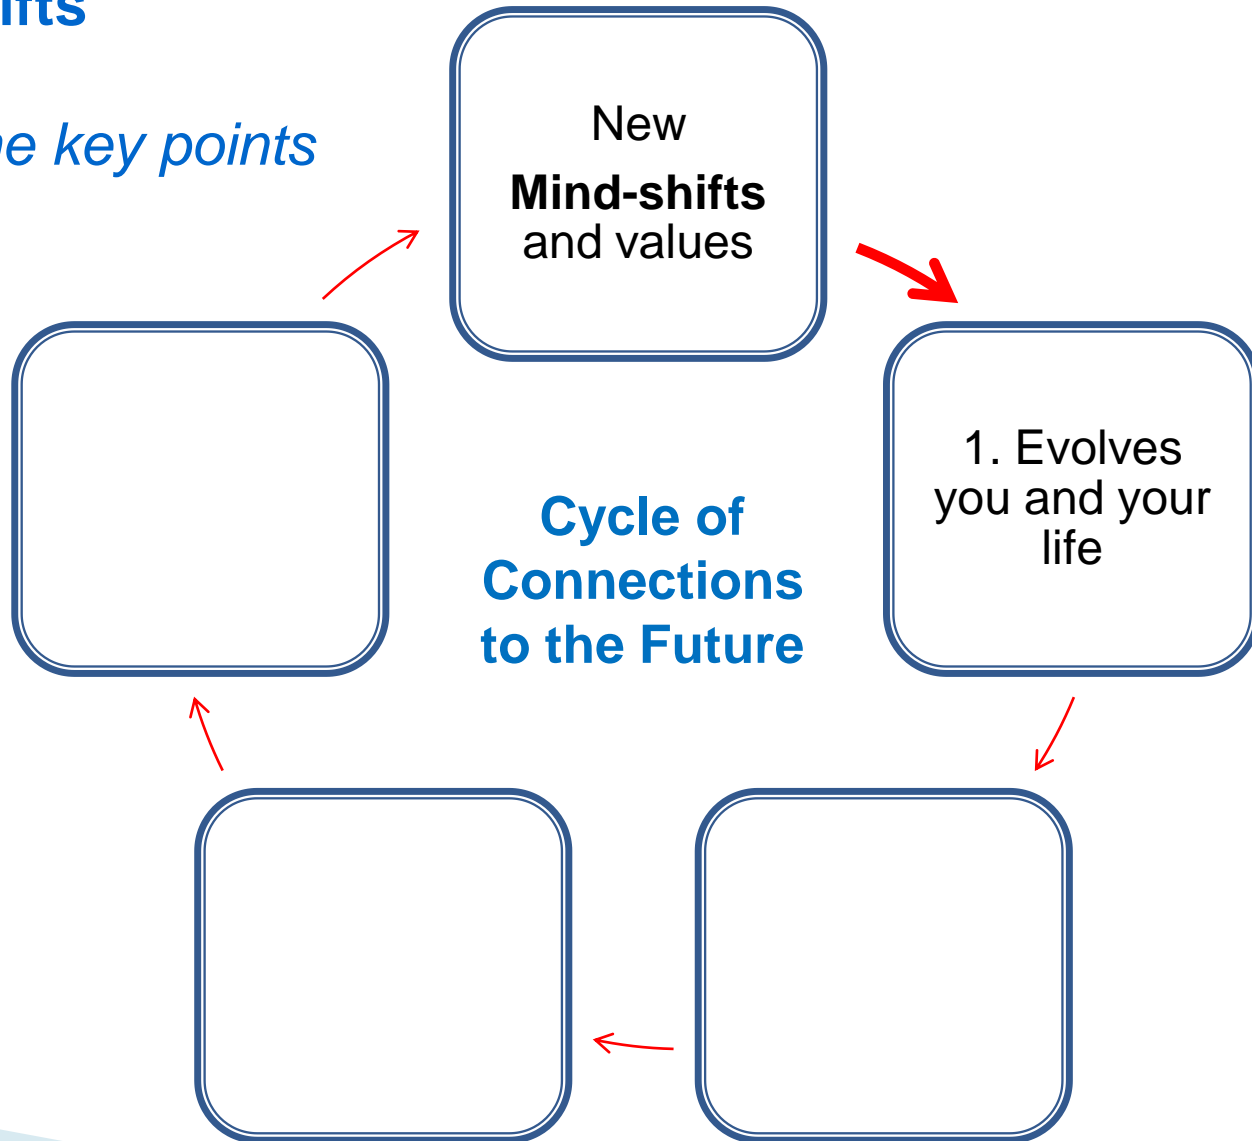 ifts
e key points
New
Mind-shifts
and values
1. Evolves
you and your
life
Cycle of
Connections
to the Future